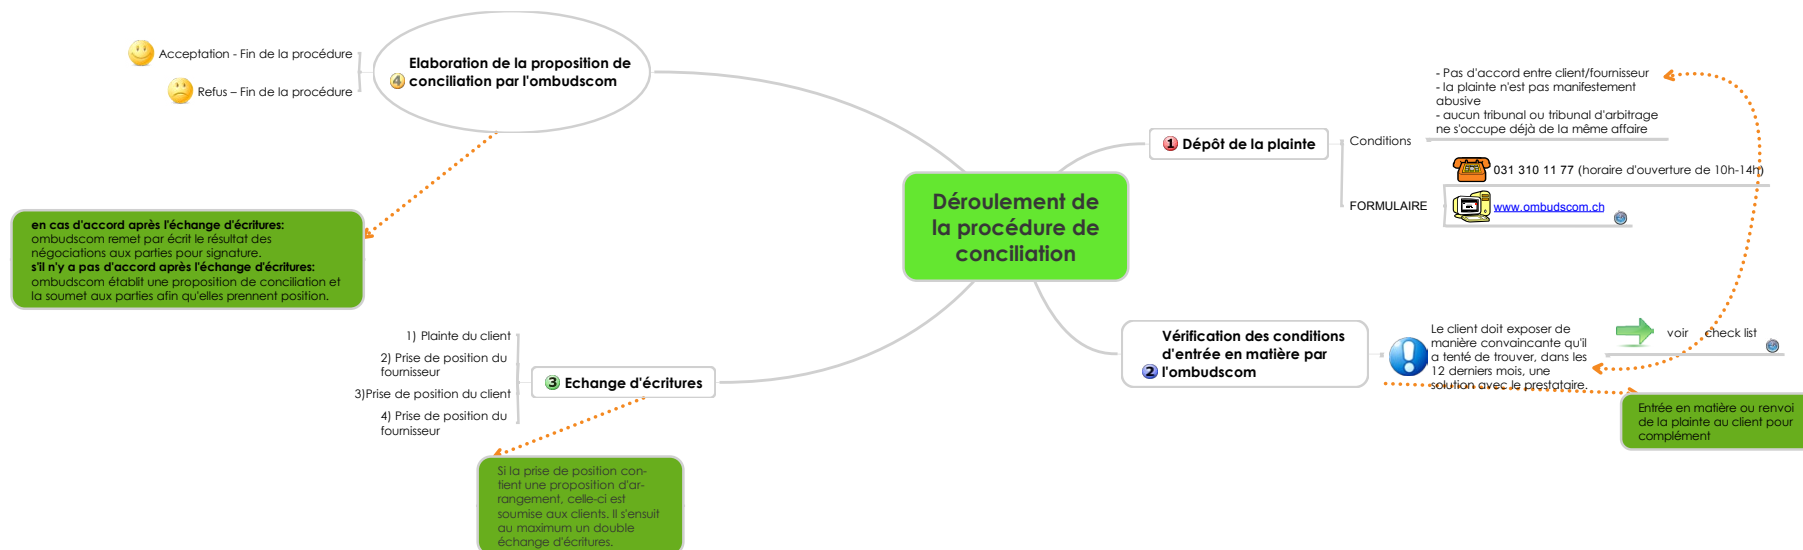 Déroulement de
la procédure de
conciliation
1 Dépôt de la plainte
Conditions
- Pas d'accord entre client/fournisseur
- la plainte n'est pas manifestement
abusive
- aucun tribunal ou tribunal d'arbitrage
ne s'occupe déjà de la même affaire
FORMULAIRE
031 310 11 77 (horaire d'ouverture de 10h-14h)
www.ombudscom.ch
Vérification des conditions
d'entrée en matière par
2 l'ombudscom
Le client doit exposer de
manière convaincante qu'il
a tenté de trouver, dans les
12 derniers mois, une
solution avec le prestataire.
voir check list
Entrée en matière ou renvoi
de la plainte au client pour
complément
3 Echange d'écritures
1) Plainte du client
2) Prise de position du
fournisseur
3)Prise de position du client
4) Prise de position du
fournisseur
Si la prise de position con-
tient une proposition d'ar-
rangement, celle-ci est
soumise aux clients. Il s'ensuit
au maximum un double
échange d'écritures.
Elaboration de la proposition de
4 conciliation par l'ombudscom
Acceptation - Fin de la procédure
Refus – Fin de la procédure
en cas d'accord après l'échange d'écritures:
ombudscom remet par écrit le résultat des
négociations aux parties pour signature.
s'il n'y a pas d'accord après l'échange d'écritures:
ombudscom établit une proposition de conciliation et
la soumet aux parties afin qu'elles prennent position.